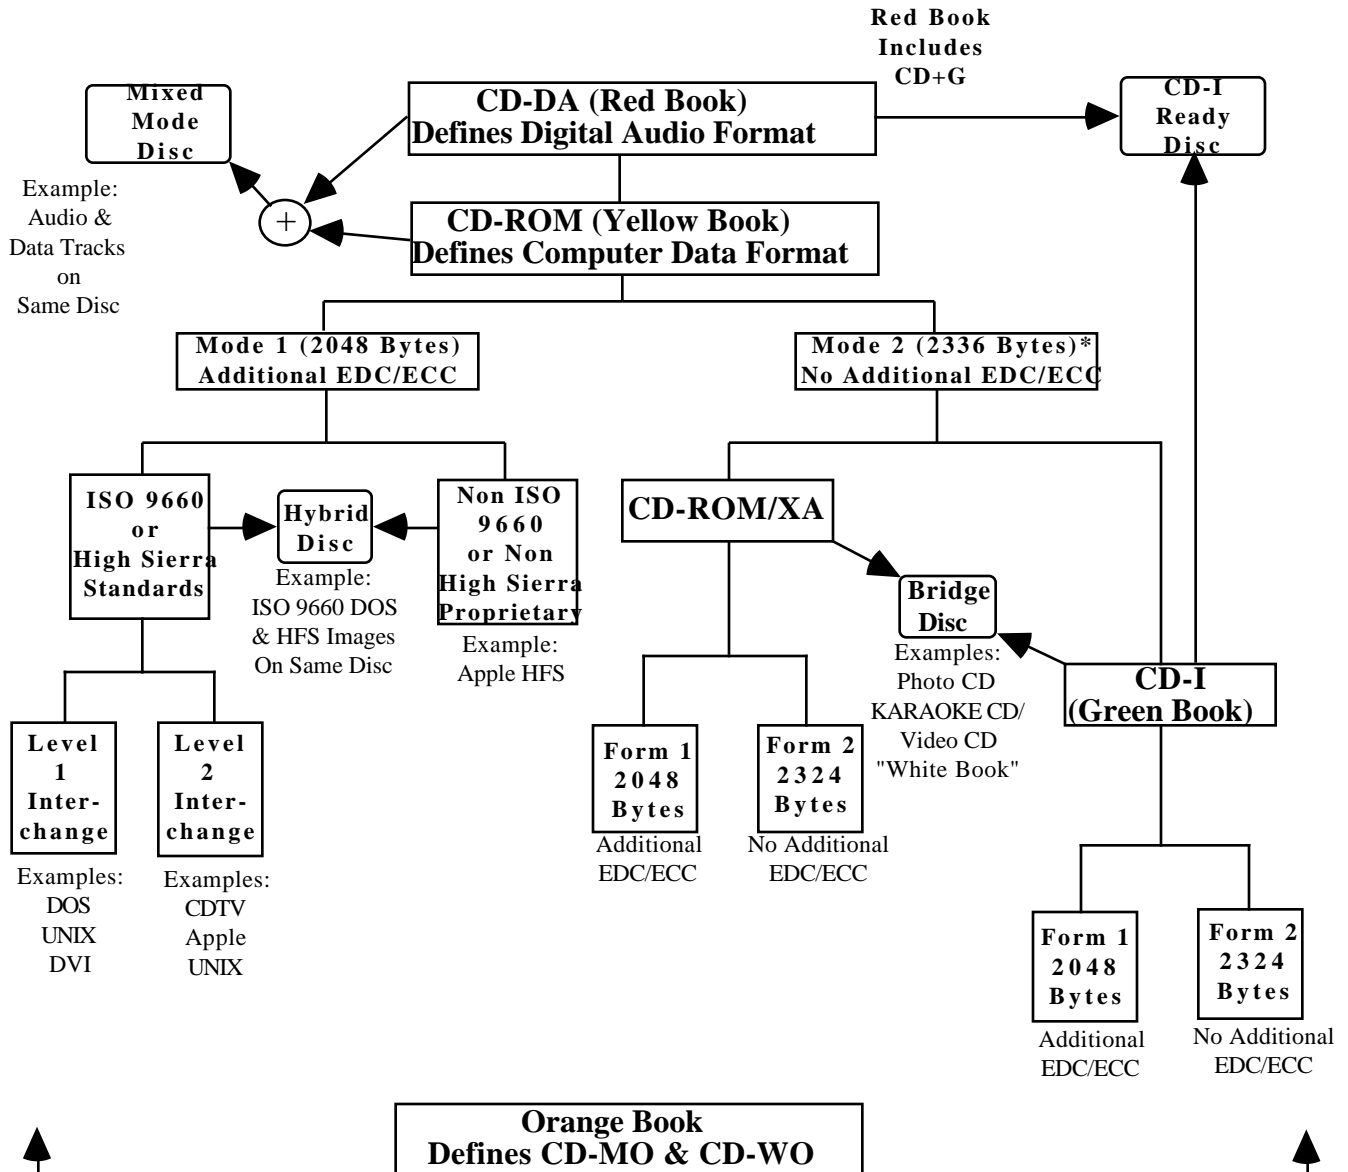 Red Book
Includes
CD+G
Mixed
Mode
Disc
CD-DA (Red Book)
Defines Digital Audio Format
CD-I
Ready
Disc
Example:
Audio &
Data Tracks
on
Same Disc
+
CD-ROM (Yellow Book)
Defines Computer Data Format
Mode 1 (2048 Bytes)
Additional EDC/ECC
Mode 2 (2336 Bytes)*
No Additional EDC/ECC
ISO 9660
or
High Sierra
Standards
Hybrid
Disc
Example:
ISO 9660 DOS
& HFS Images
On Same Disc
Non ISO
9660
or Non
High Sierra
Proprietary
Example:
Apple HFS
CD-ROM/XA
Bridge
Disc
Examples:
Photo CD
KARAOKE CD/
Video CD
"White Book"
CD-I
(Green Book)
Level
1
Inter-
change
Examples:
DOS
UNIX
DVI
Level
2
Inter-
change
Examples:
CDTV
Apple
UNIX
Form 1
2048
Bytes
Additional
EDC/ECC
Form 2
2324
Bytes
No Additional
EDC/ECC
Form 1
2048
Bytes
Additional
EDC/ECC
Form 2
2324
Bytes
No Additional
EDC/ECC
Orange Book
Defines CD-MO & CD-WO